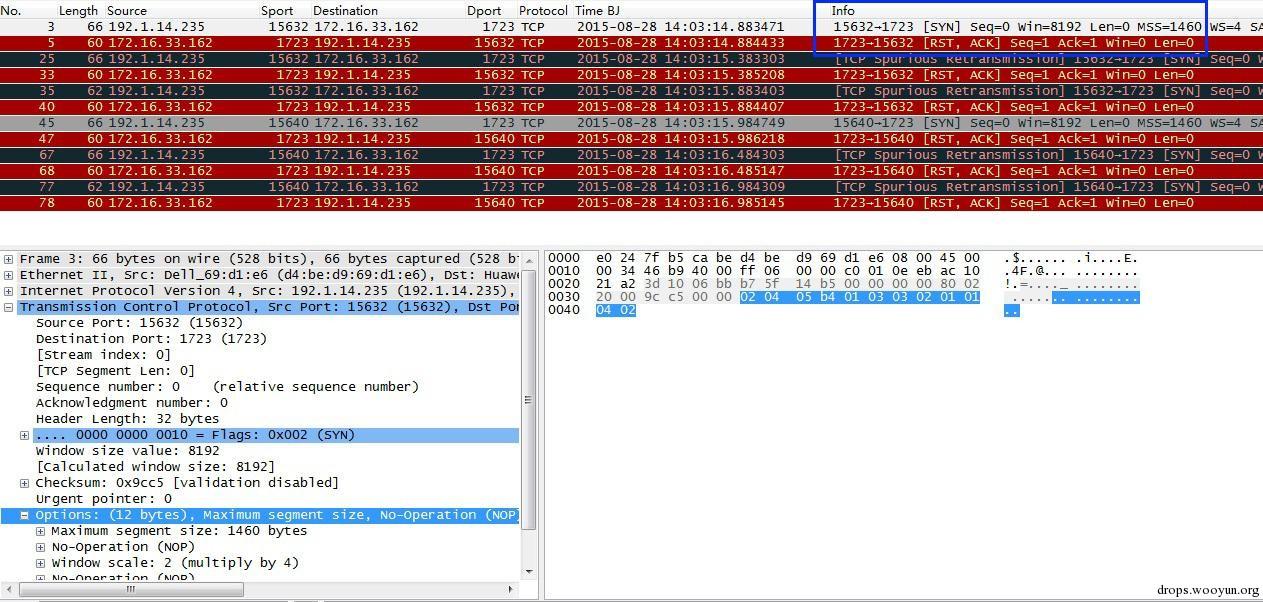 No. Length Source Sport Destination Dport Protocol Time BJ Info
3 66 192.1.14.235 15632 172.16.33.162 1723 TCP 2015-08-28 14:03:14.883471 15632→1723 [SYN] Seq=0 Win=8192 Len=0 MSS=1460 WS=4 SA
5 60 172.16.33.162 1723 192.1.14.235 15632 TCP 2015-08-28 14:03:14.884433 1723→15632 [RST, ACK] Seq=1 Ack=1 Win=0 Len=0
25 66 192.1.14.235 15632 172.16.33.162 1723 TCP 2015-08-28 14:03:15.383303 [TCP Spurious Retransmission] 15632→1723 [SYN] Seq=0 W
33 60 172.16.33.162 1723 192.1.14.235 15632 TCP 2015-08-28 14:03:15.385208 1723→15632 [RST, ACK] Seq=1 Ack=1 Win=0 Len=0
35 62 192.1.14.235 15632 172.16.33.162 1723 TCP 2015-08-28 14:03:15.883403 [TCP Spurious Retransmission] 15632→1723 [SYN] Seq=0 W
40 60 172.16.33.162 1723 192.1.14.235 15632 TCP 2015-08-28 14:03:15.884407 1723→15632 [RST, ACK] Seq=1 Ack=1 Win=0 Len=0
45 66 192.1.14.235 15640 172.16.33.162 1723 TCP 2015-08-28 14:03:15.984749 15640→1723 [SYN] Seq=0 Win=8192 Len=0 MSS=1460 WS=4 SA
47 60 172.16.33.162 1723 192.1.14.235 15640 TCP 2015-08-28 14:03:15.986218 1723→15640 [RST, ACK] Seq=1 Ack=1 Win=0 Len=0
67 66 192.1.14.235 15640 172.16.33.162 1723 TCP 2015-08-28 14:03:16.484303 [TCP Spurious Retransmission] 15640→1723 [SYN] Seq=0 W
68 60 172.16.33.162 1723 192.1.14.235 15640 TCP 2015-08-28 14:03:16.485147 1723→15640 [RST, ACK] Seq=1 Ack=1 Win=0 Len=0
77 62 192.1.14.235 15640 172.16.33.162 1723 TCP 2015-08-28 14:03:16.984309 [TCP Spurious Retransmission] 15640→1723 [SYN] Seq=0 W
78 60 172.16.33.162 1723 192.1.14.235 15640 TCP 2015-08-28 14:03:16.985145 1723→15640 [RST, ACK] Seq=1 Ack=1 Win=0 Len=0
Frame 3: 66 bytes on wire (528 bits), 66 bytes captured (528 b
Ethernet II, Src: Dell_69:d1:e6 (d4:be:d9:69:d1:e6), Dst: Huaw
Internet Protocol Version 4, Src: 192.1.14.235 (192.1.14.235),
Transmission Control Protocol, Src Port: 15632 (15632), Dst Po
Source Port: 15632 (15632)
Destination Port: 1723 (1723)
[Stream index: 0]
[TCP Segment Len: 0]
Sequence number: 0 (relative sequence number)
Acknowledgment number: 0
Header Length: 32 bytes
.... 0000 0000 0010 = Flags: 0x002 (SYN)
Window size value: 8192
[Calculated window size: 8192]
Checksum: 0x9cc5 [validation disabled]
Urgent pointer: 0
Options: (12 bytes), Maximum segment size, No-Operation (NOP)
Maximum segment size: 1460 bytes
No-Operation (NOP)
Window scale: 2 (multiply by 4)
No-Operation (NOP)
0000 e0 24 7f b5 ca be d4 be d9 69 d1 e6 08 00 45 00 .$...... .i....E.
0010 00 34 46 b9 40 00 ff 06 00 00 c0 01 0e eb ac 10 .4F.@... ........
0020 21 a2 3d 10 06 bb b7 5f 14 b5 00 00 00 00 80 02 !.=...._ ........
0030 20 00 9c c5 00 00 02 04 05 b4 01 03 03 02 01 01 ....... ........
0040 04 02 ..
drops.wooyun.org